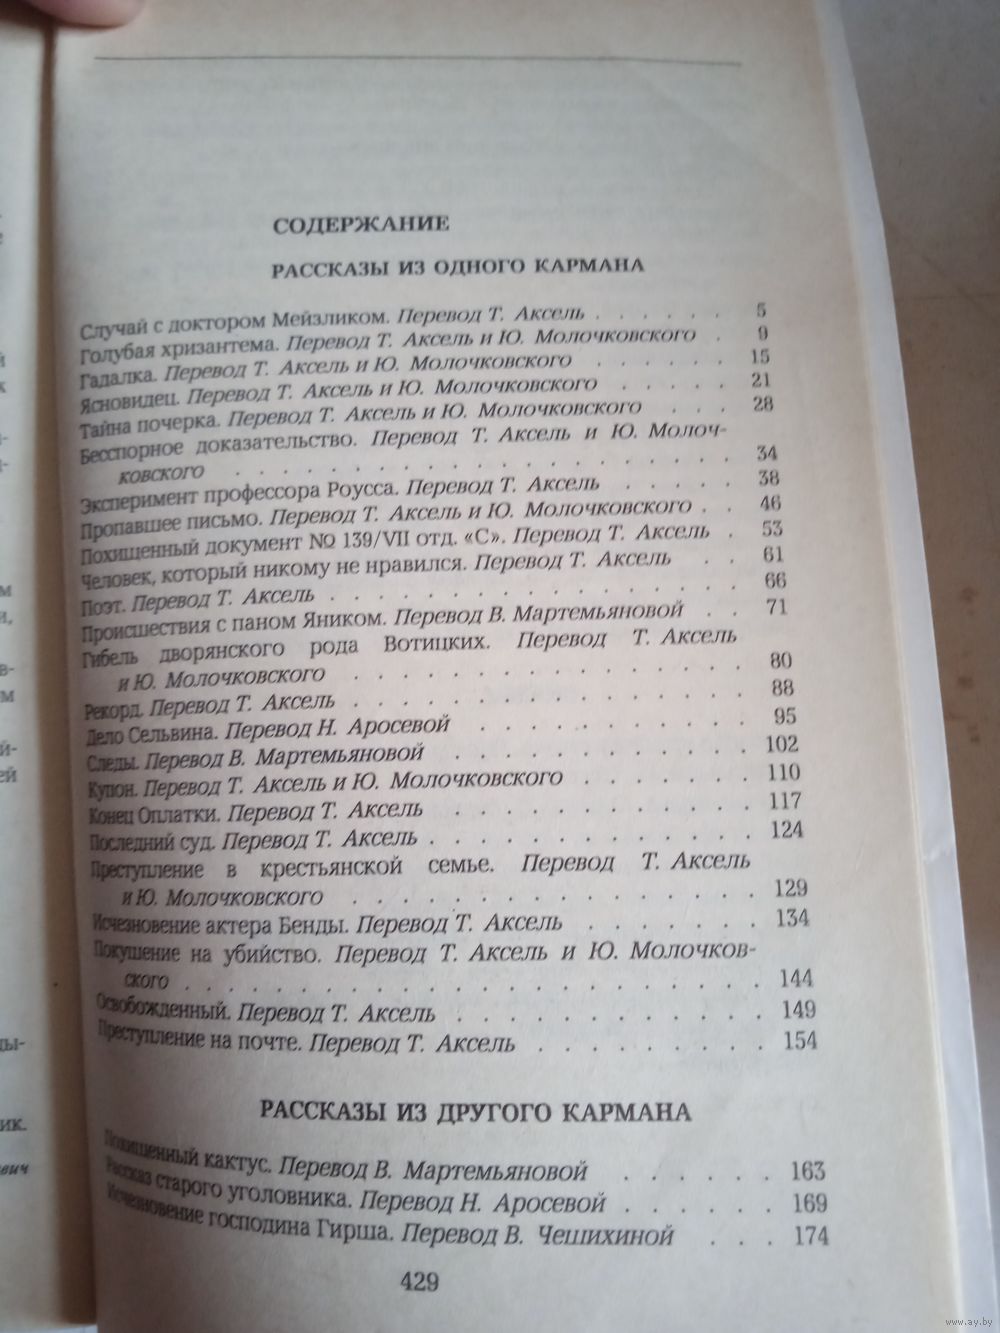 СОДЕРЖАНИЕ
РАССКАЗЫ ИЗ ОДНОГО КАРМАНА
Случай с доктором Мейзликом. Перевод Т. Аксель . . . . . . 5
Голубая хризантема. Перевод Т. Аксель и Ю. Молочковского . 9
Гадалка. Перевод Т. Аксель и Ю. Молочковского . . . . . . 15
Ясновидец. Перевод Т. Аксель и Ю. Молочковского . . . . . 21
Тайна почерка. Перевод Т. Аксель и Ю. Молочковского . . . 28
Бесспорное доказательство. Перевод Т. Аксель и Ю. Молоч-
ковского . . . . . . . . . . . . . . . . . 34
Эксперимент профессора Роусса. Перевод Т. Аксель . . . . . 38
Пропавшее письмо. Перевод Т. Аксель и Ю. Молочковского . . 46
Похищенный документ № 139/VII отд. «С». Перевод Т. Аксель . 53
Человек, который никому не нравился. Перевод Т. Аксель . . 61
Поэт. Перевод Т. Аксель . . . . . . . . . . . . . . 66
Происшествия с паном Яником. Перевод В. Мартемьяновой . . 71
Гибель дворянского рода Вотицких. Перевод Т. Аксель
и Ю. Молочковского . . . . . . . . . . . . . 80
Рекорд. Перевод Т. Аксель . . . . . . . . . . . . . 88
Дело Сельвина. Перевод Н. Аросевой . . . . . . . . . 95
Следы. Перевод В. Мартемьяновой . . . . . . . . . . 102
Купон. Перевод Т. Аксель и Ю. Молочковского . . . . . . 110
Конец Оплатки. Перевод Т. Аксель . . . . . . . . . . 117
Последний суд. Перевод Т. Аксель . . . . . . . . . . . 124
Преступление в крестьянской семье. Перевод Т. Аксель
и Ю. Молочковского . . . . . . . . . . . . . 129
Исчезновение актера Бенды. Перевод Т. Аксель . . . . . . 134
Покушение на убийство. Перевод Т. Аксель и Ю. Молочков-
ского . . . . . . . . . . . . . . . . . . . 144
Освобожденный. Перевод Т. Аксель . . . . . . . . . . 149
Преступление на почте. Перевод Т. Аксель . . . . . . . . 154
РАССКАЗЫ ИЗ ДРУГОГО КАРМАНА
Похищенный кактус. Перевод В. Мартемьяновой . . . . . 163
Рассказ старого уголовника. Перевод Н. Аросевой . . . . . . 169
Исчезновение господина Гирша. Перевод В. Чешихиной . . . 174
429
www.ay.by